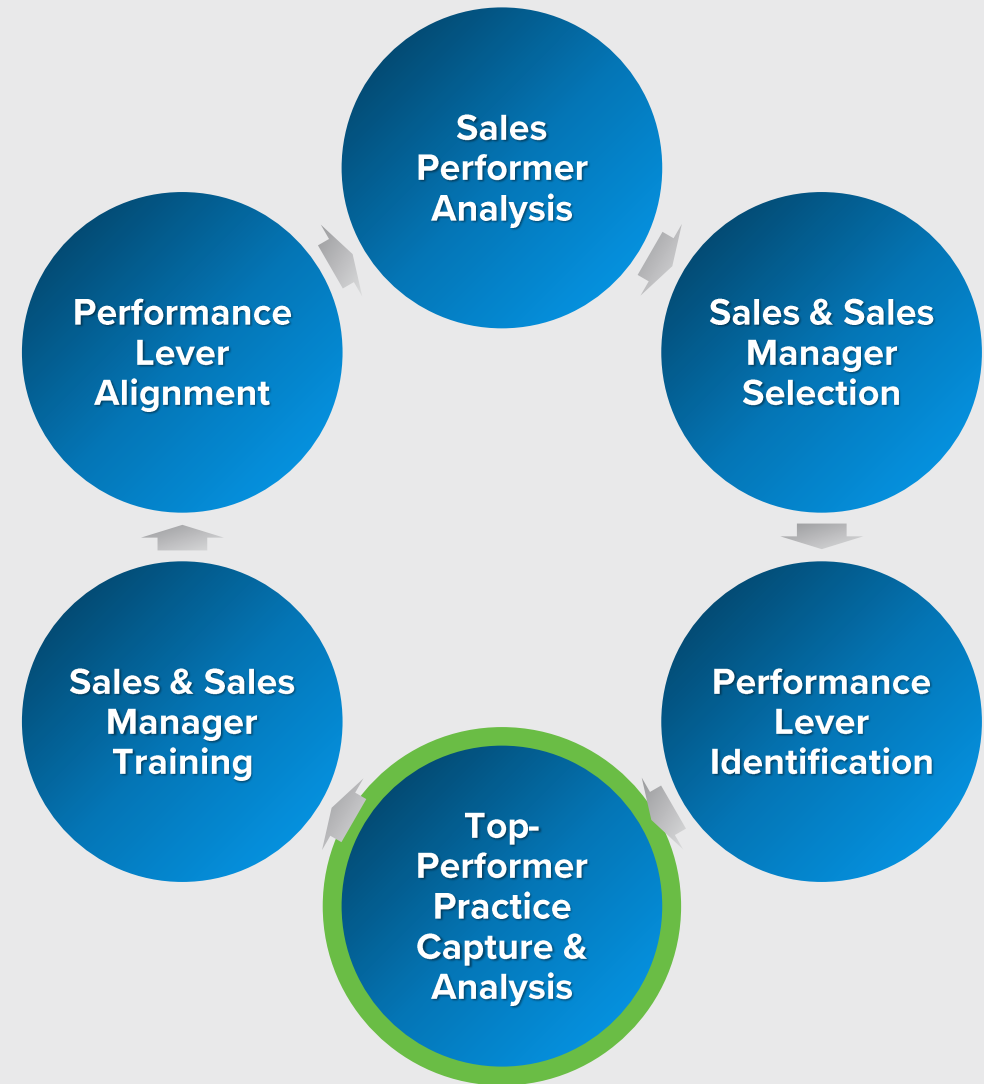 Sales
Performer
Analysis
Sales & Sales
Manager
Selection
Performance
Lever
Identification
Top-
Performer
Practice
Capture &
Analysis
Sales & Sales
Manager
Training
Performance
Lever
Alignment